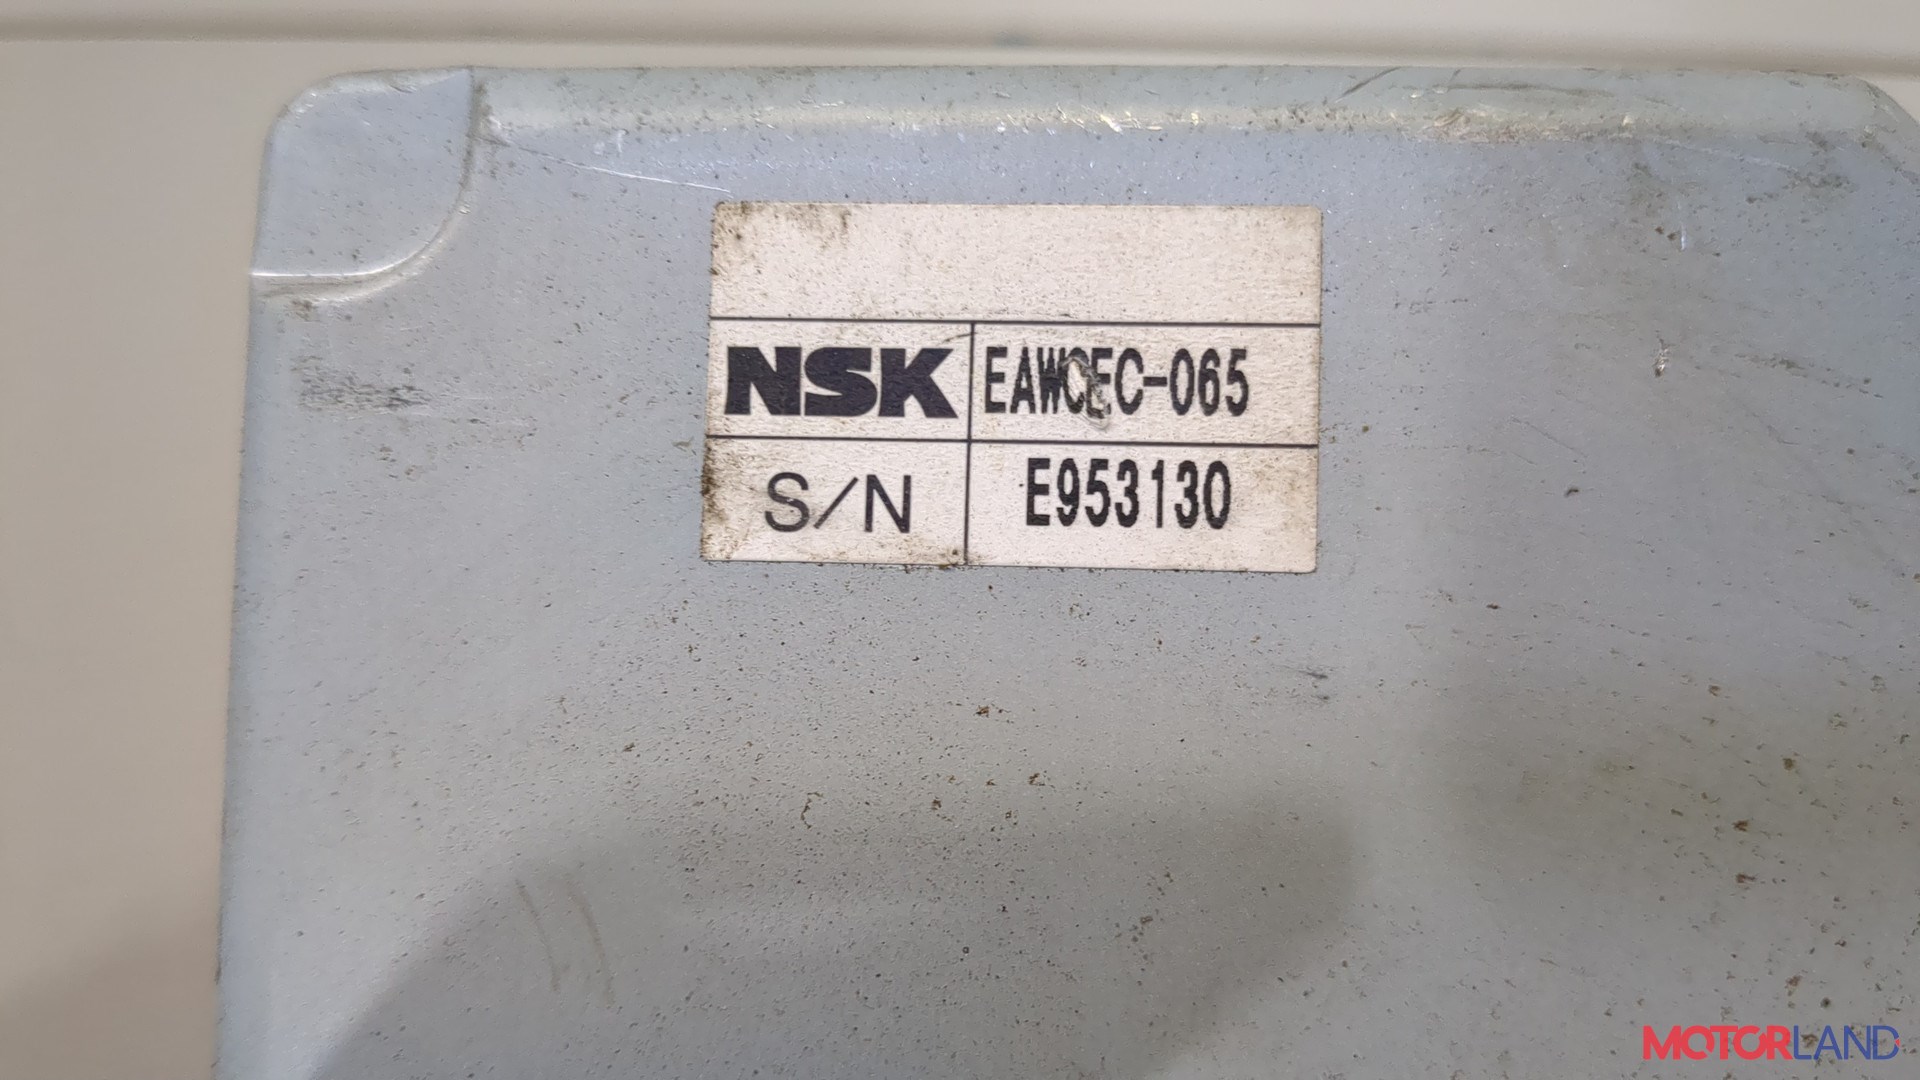 NSK EAWCEC-065
S/N E953130
MOTORLAND